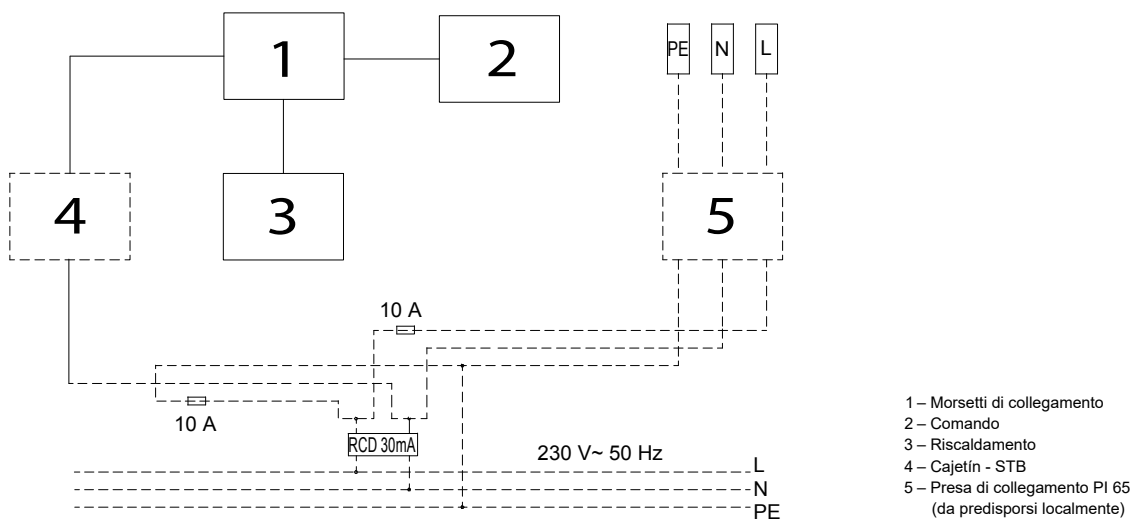 1
2
PE N L
4
3
5
10 A
10 A
RCD 30mA
230 V~ 50 Hz
L
N
PE
1 – Morsetti di collegamento
2 – Comando
3 – Riscaldamento
4 – Cajetín - STB
5 – Presa di collegamento PI 65
(da predisporsi localmente)